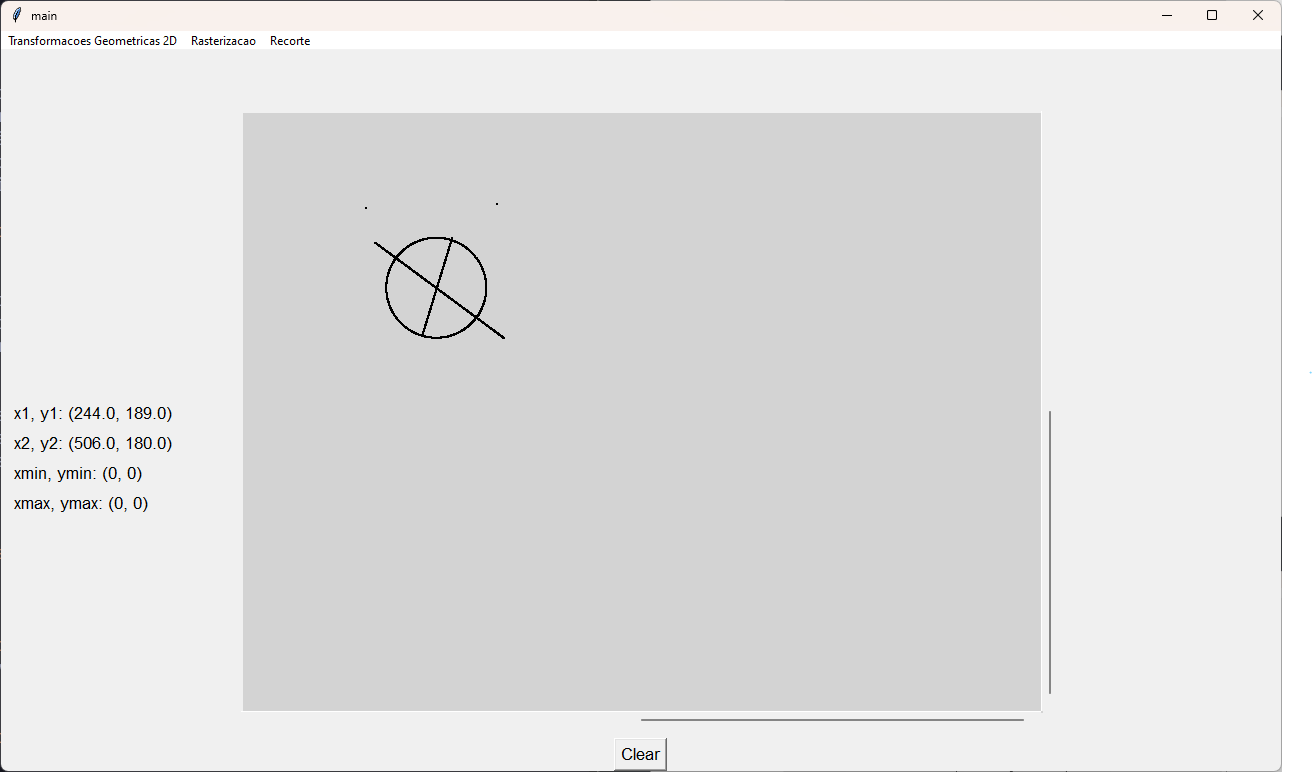 main
Transformacoes Geometricas 2D Rasterizacao Recorte
x1, y1: (244.0, 189.0)
x2, y2: (506.0, 180.0)
xmin, ymin: (0, 0)
xmax, ymax: (0, 0)
Clear